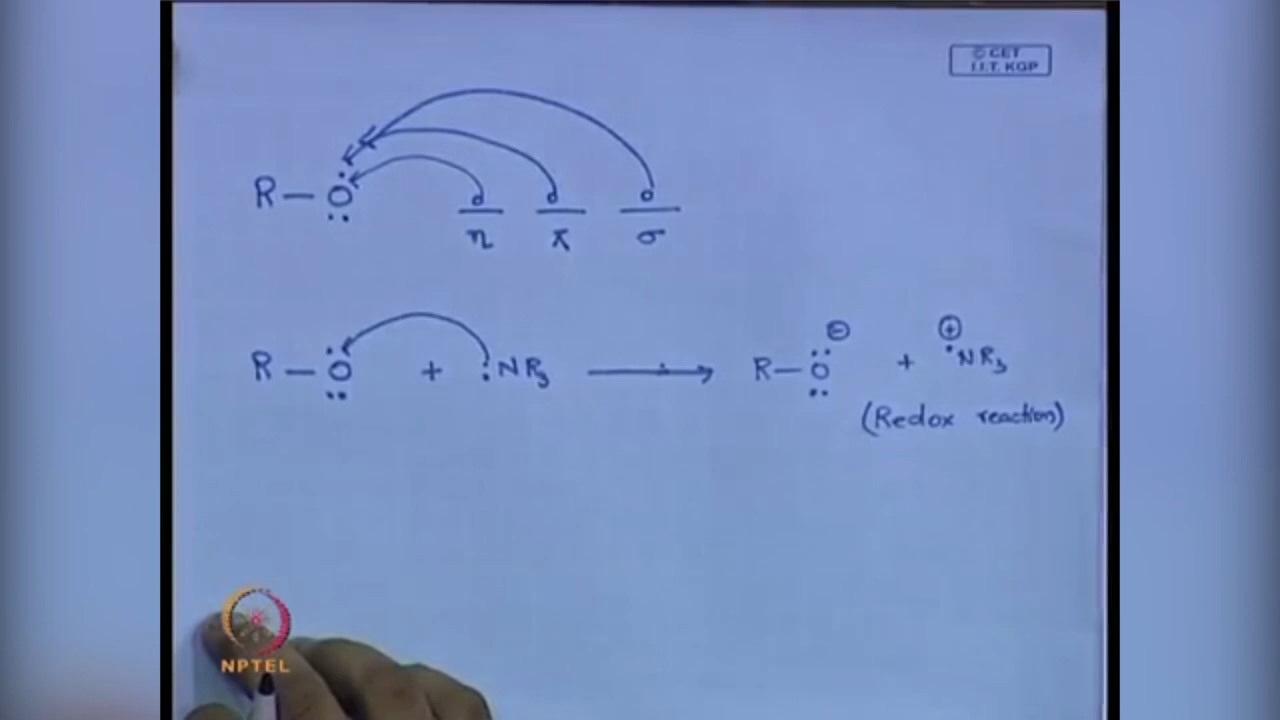 © CET
I.I.T. KGP
R — Ö:
n π σ
R — Ö: + :NR₃ ⟶ R — Ö:⊖ + ⊕·NR₃
(Redox reaction)
NPTEL